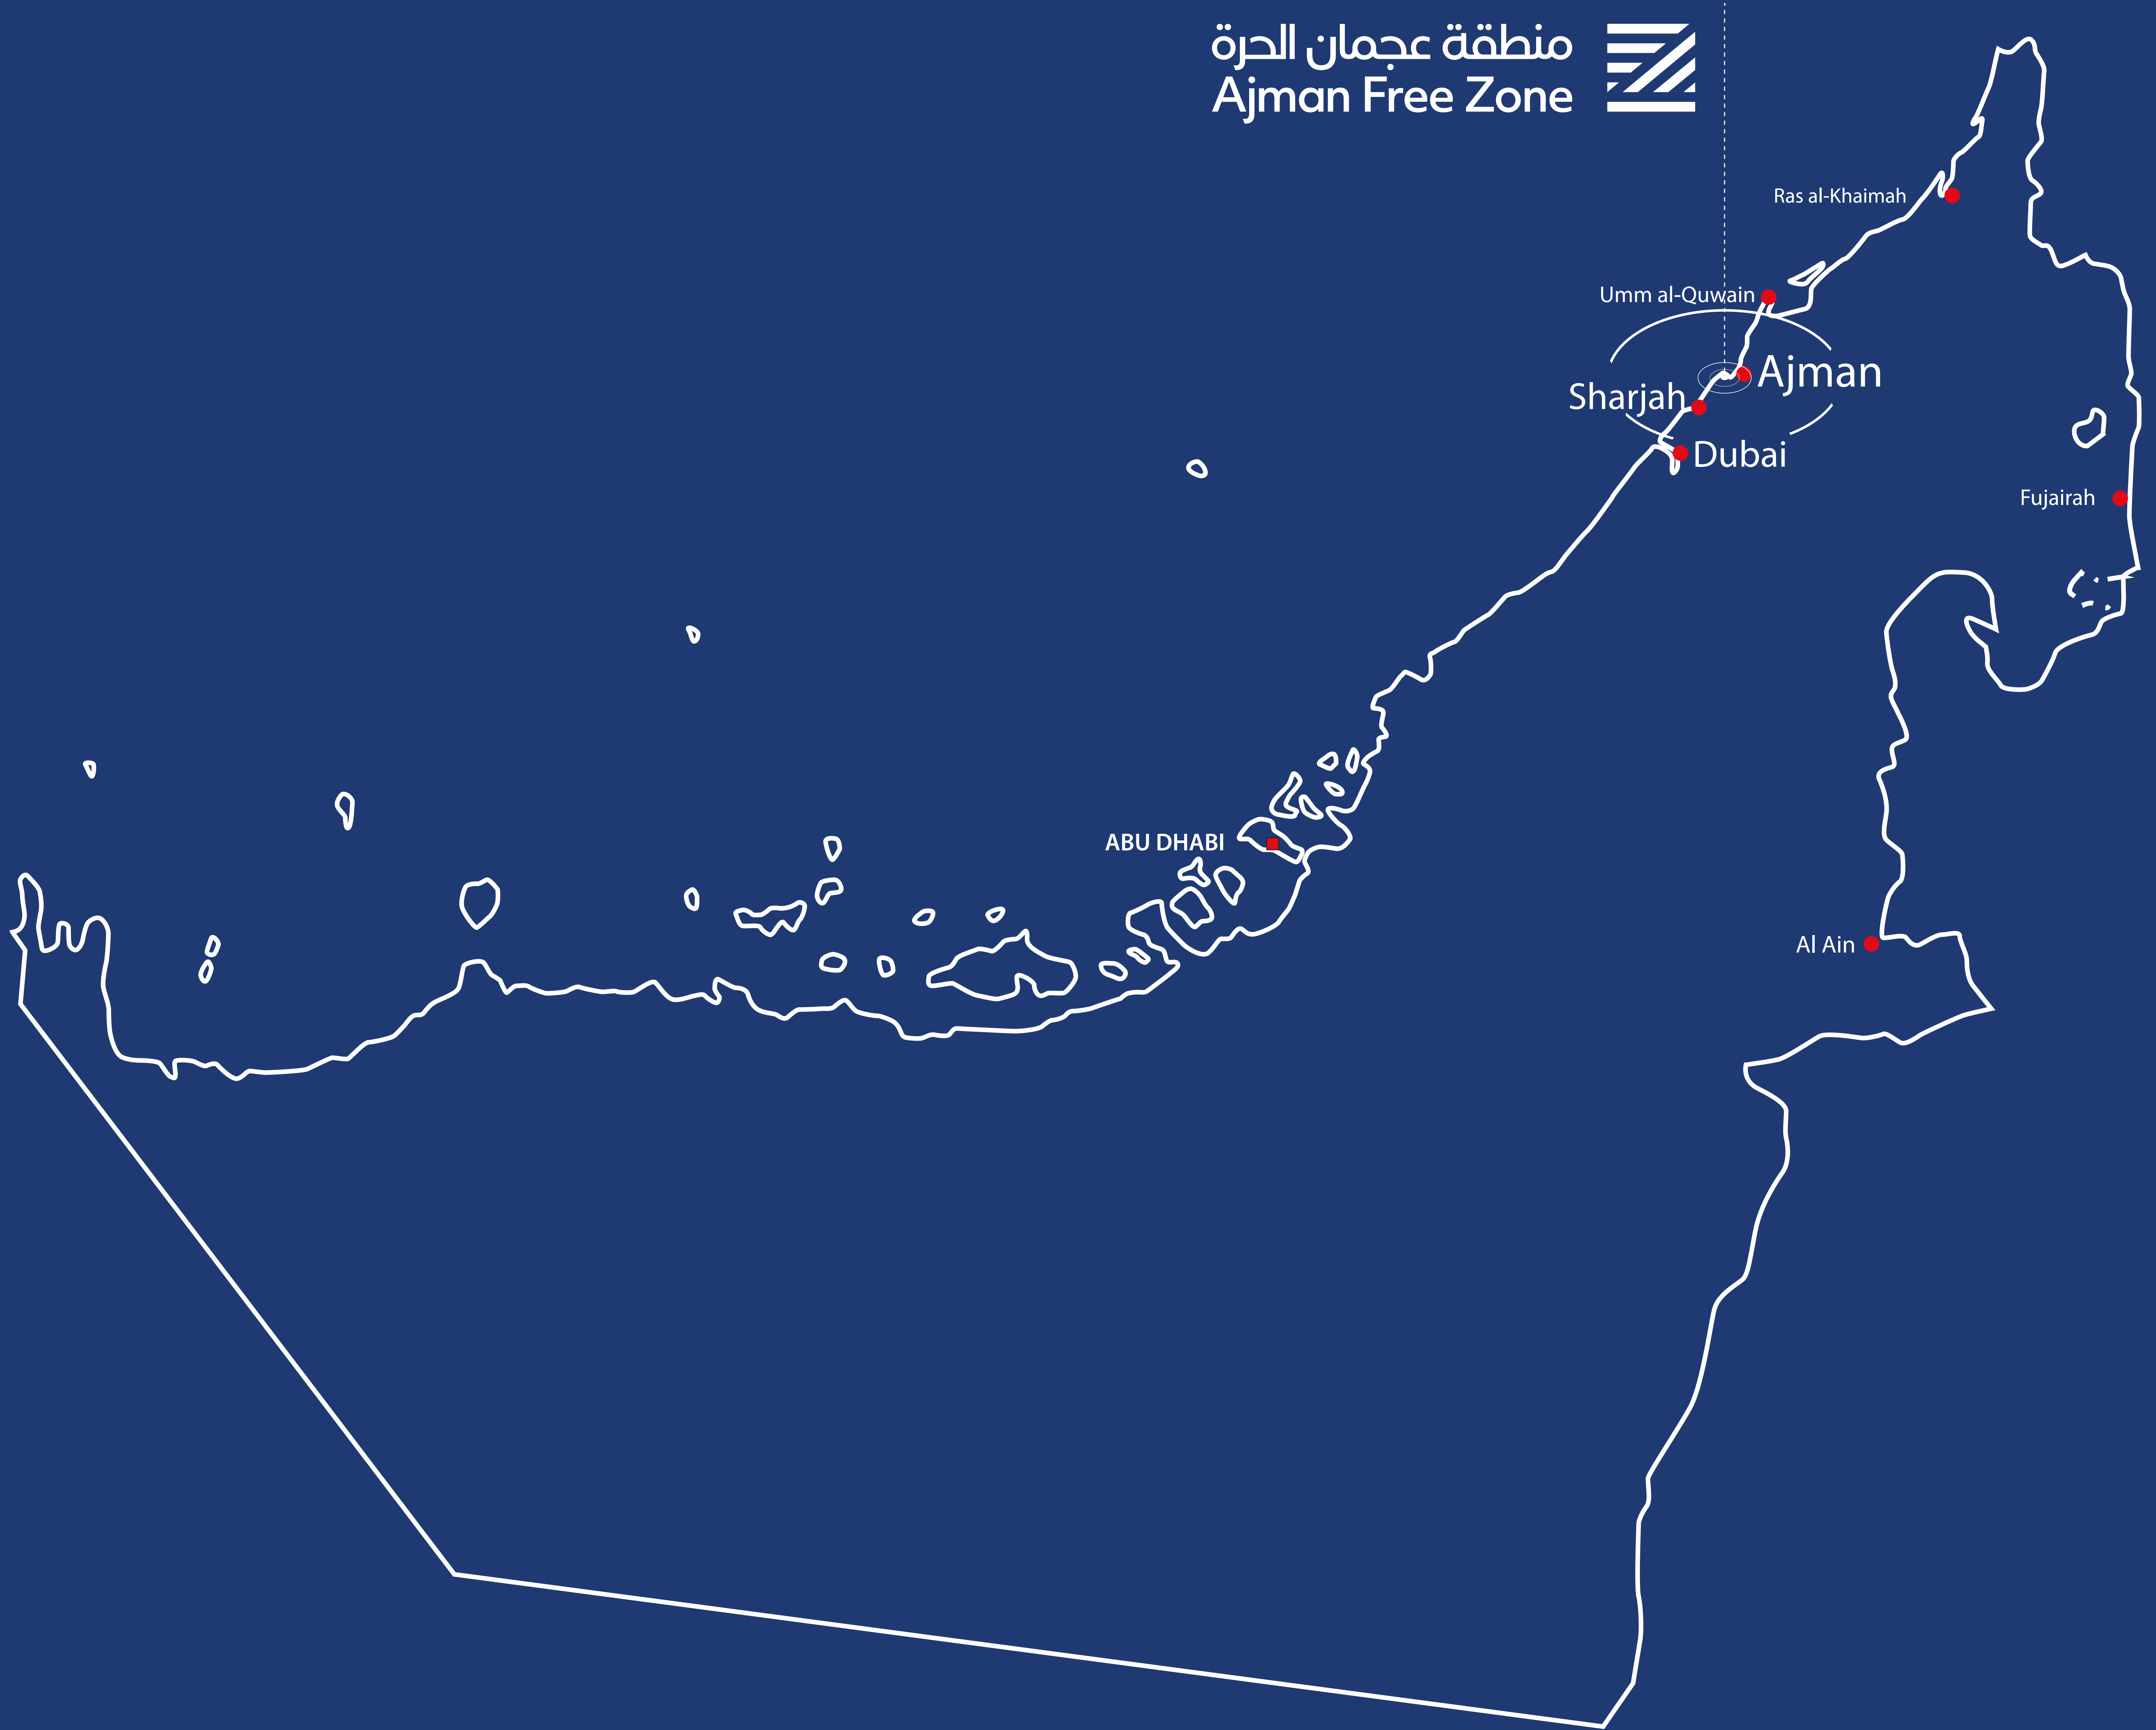 منطقة عجمان الحرة
Ajman Free Zone
Ras al-Khaimah
Umm al-Quwain
Ajman
Sharjah
Dubai
Fujairah
ABU DHABI
Al Ain